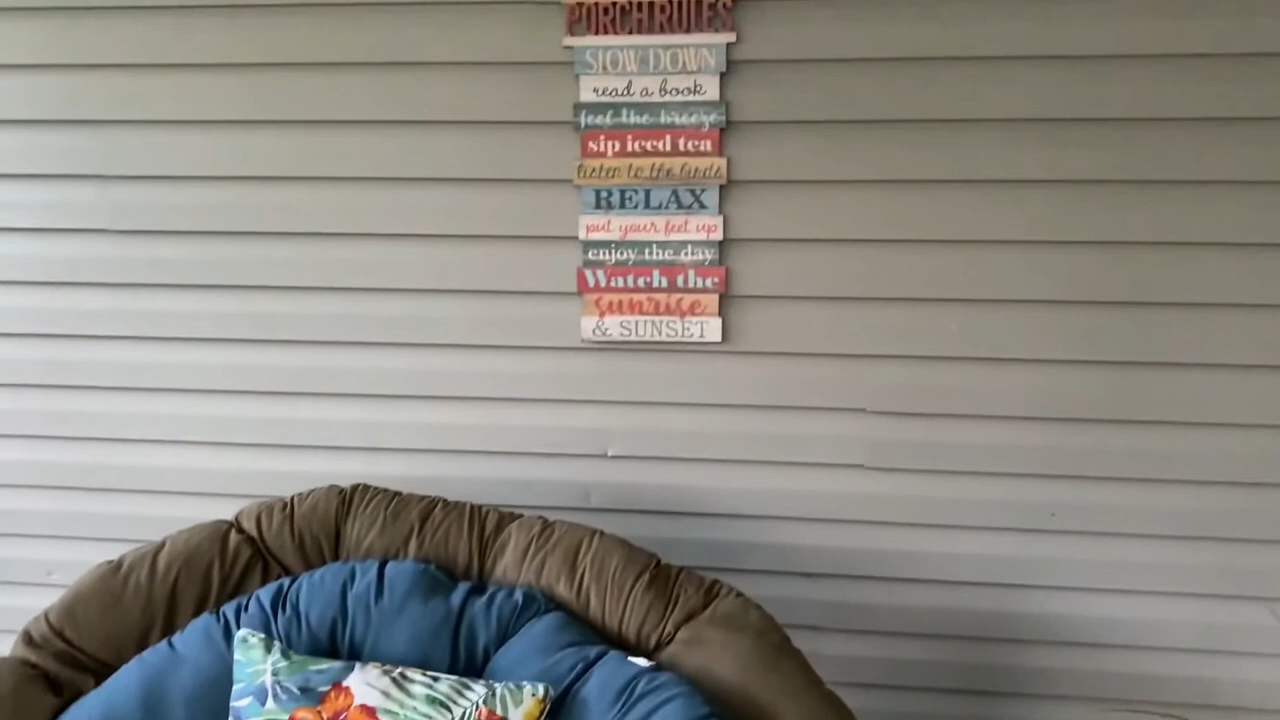 PORCH RULES
SLOW DOWN
read a book
feel the breeze
sip iced tea
listen to the birds
RELAX
put your feet up
enjoy the day
Watch the
sunrise
& SUNSET